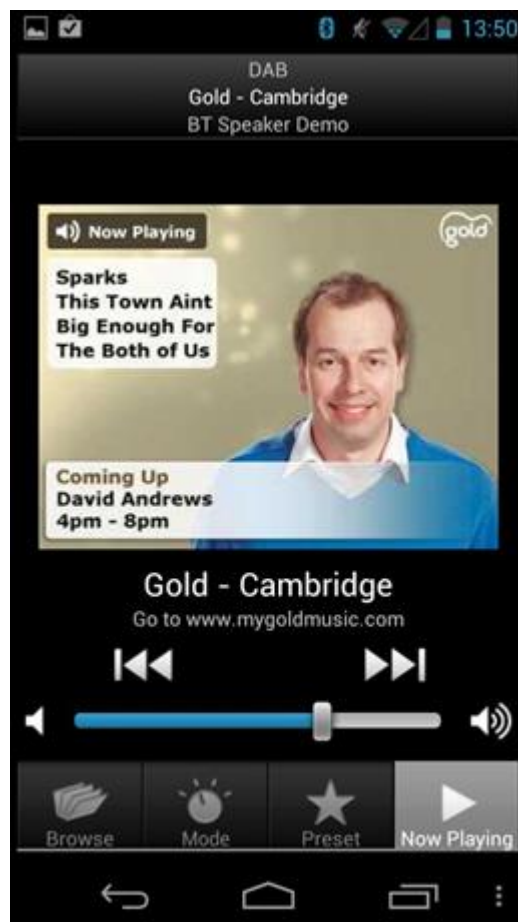 13:50
DAB
Gold - Cambridge
BT Speaker Demo
Now Playing
gold
Sparks
This Town Aint
Big Enough For
The Both of Us
Coming Up
David Andrews
4pm - 8pm
Gold - Cambridge
Go to www.mygoldmusic.com
Browse
Mode
Preset
Now Playing